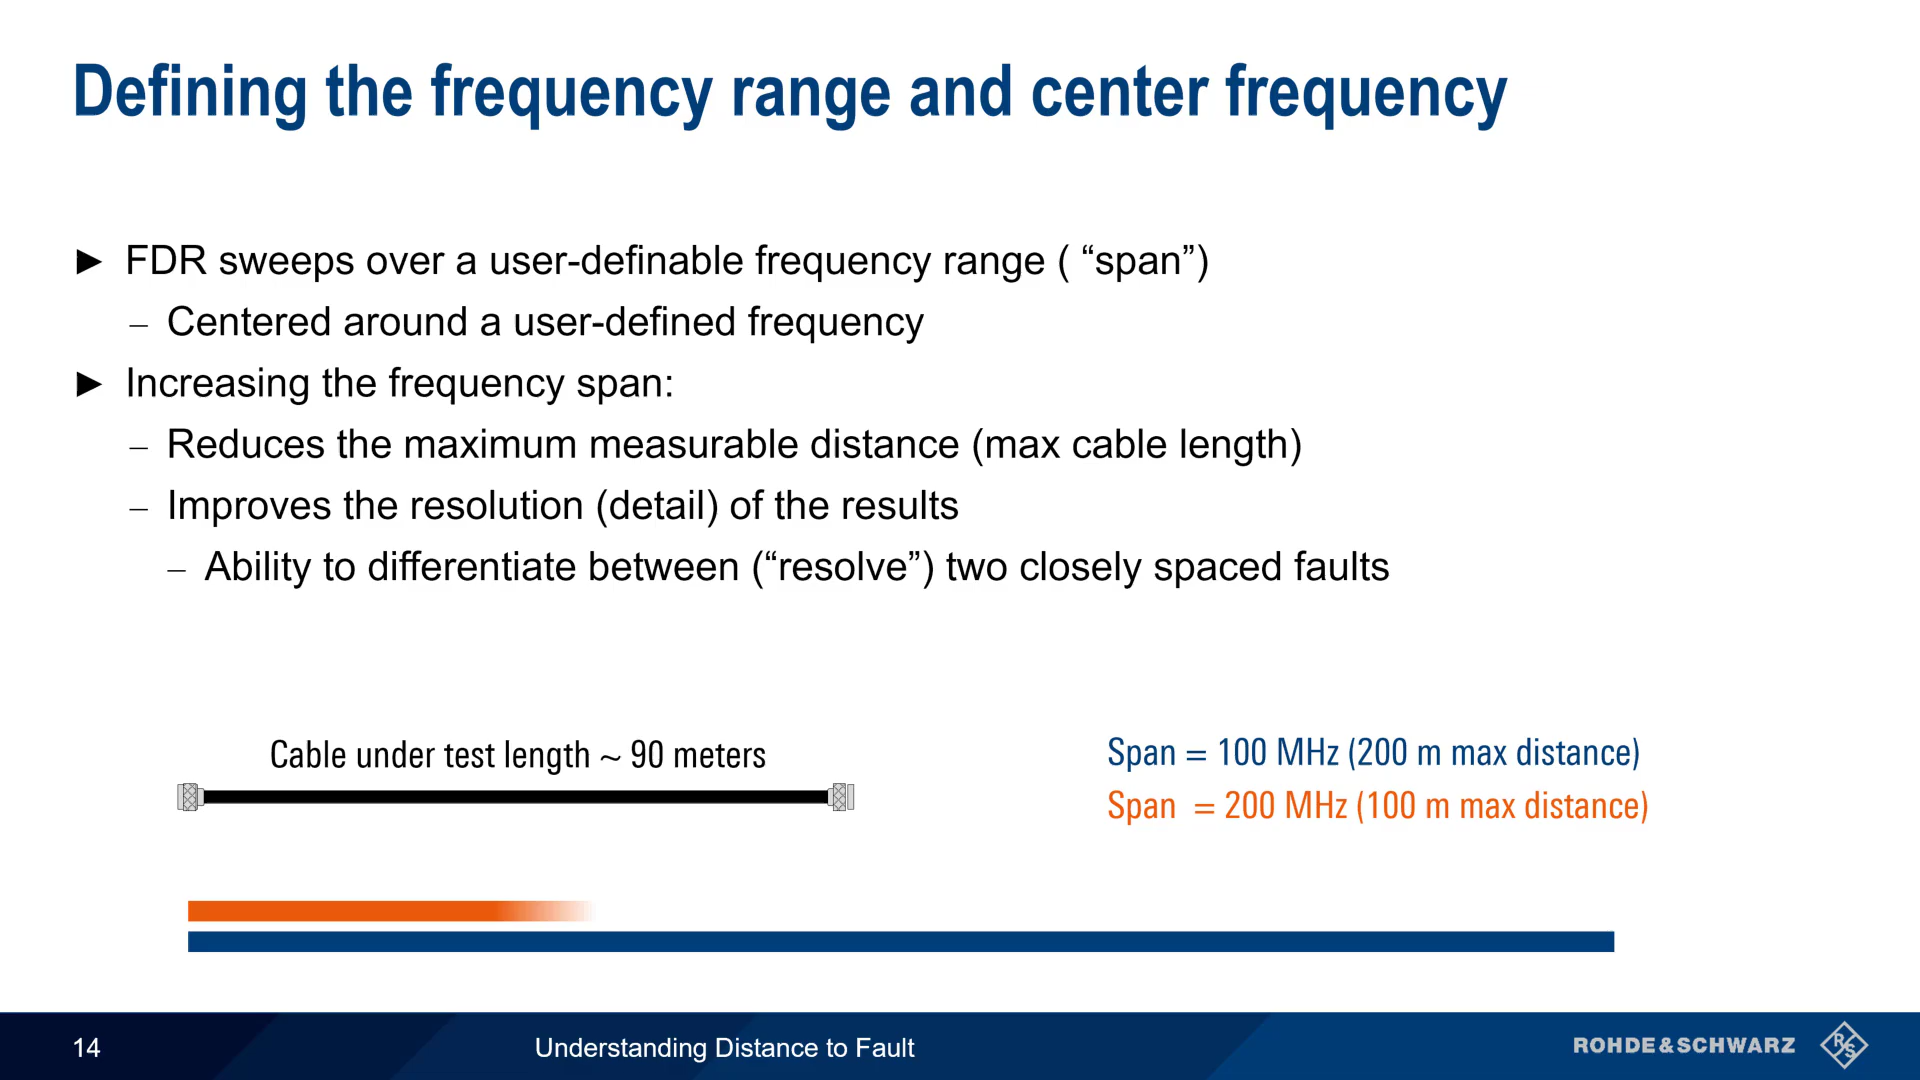 Defining the frequency range and center frequency
► FDR sweeps over a user-definable frequency range ( “span”)
– Centered around a user-defined frequency
► Increasing the frequency span:
– Reduces the maximum measurable distance (max cable length)
– Improves the resolution (detail) of the results
– Ability to differentiate between (“resolve”) two closely spaced faults
Cable under test length ~ 90 meters
Span = 100 MHz (200 m max distance)
Span = 200 MHz (100 m max distance)
14
Understanding Distance to Fault
ROHDE&SCHWARZ
R S